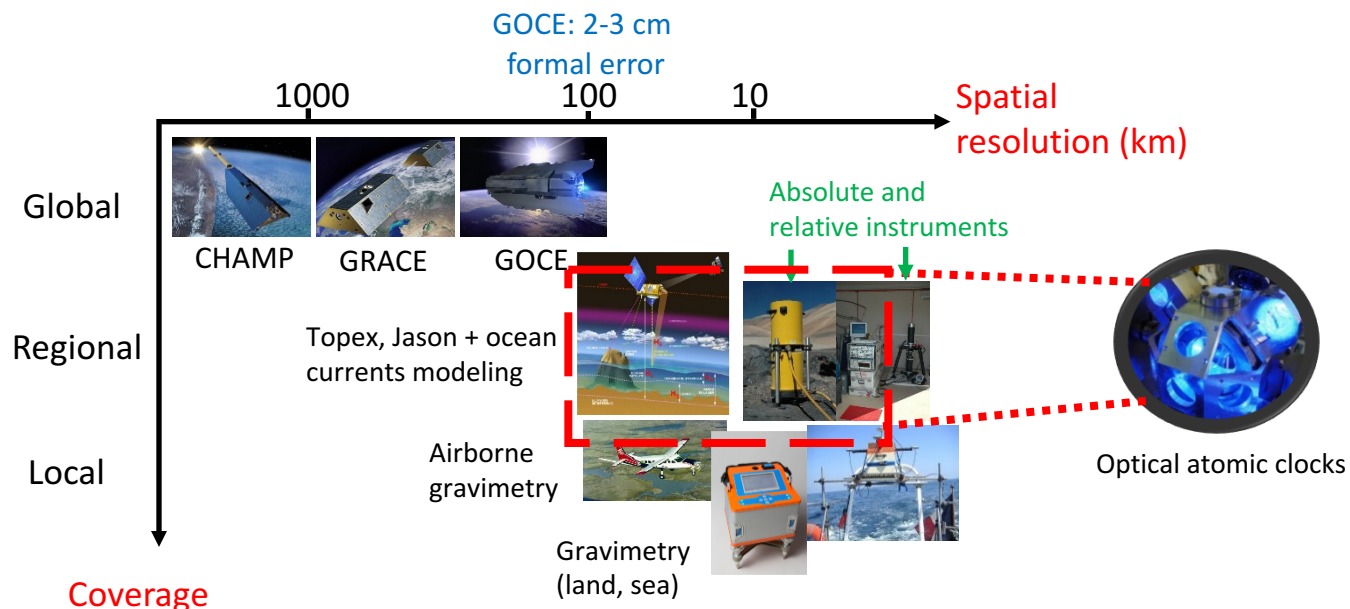 GOCE: 2-3 cm
formal error
1000
100
10
Spatial
resolution (km)
Global
CHAMP
GRACE
GOCE
Absolute and
relative instruments
Regional
Topex, Jason + ocean
currents modeling
Local
Airborne
gravimetry
Optical atomic clocks
Gravimetry
(land, sea)
Coverage